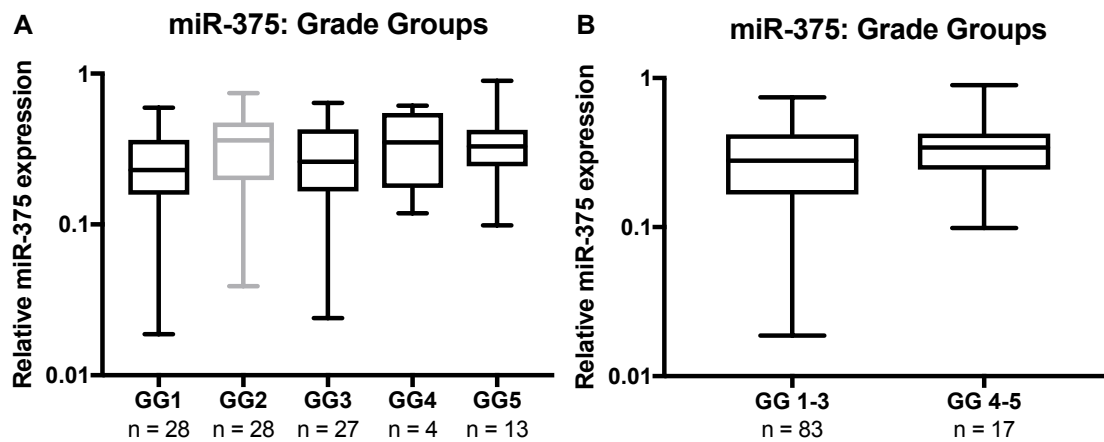 A
miR-375: Grade Groups
Relative miR-375 expression
1
0.1
0.01
GG1 GG2 GG3 GG4 GG5
n = 28 n = 28 n = 27 n = 4 n = 13
B
miR-375: Grade Groups
Relative miR-375 expression
1
0.1
0.01
GG 1-3 GG 4-5
n = 83 n = 17